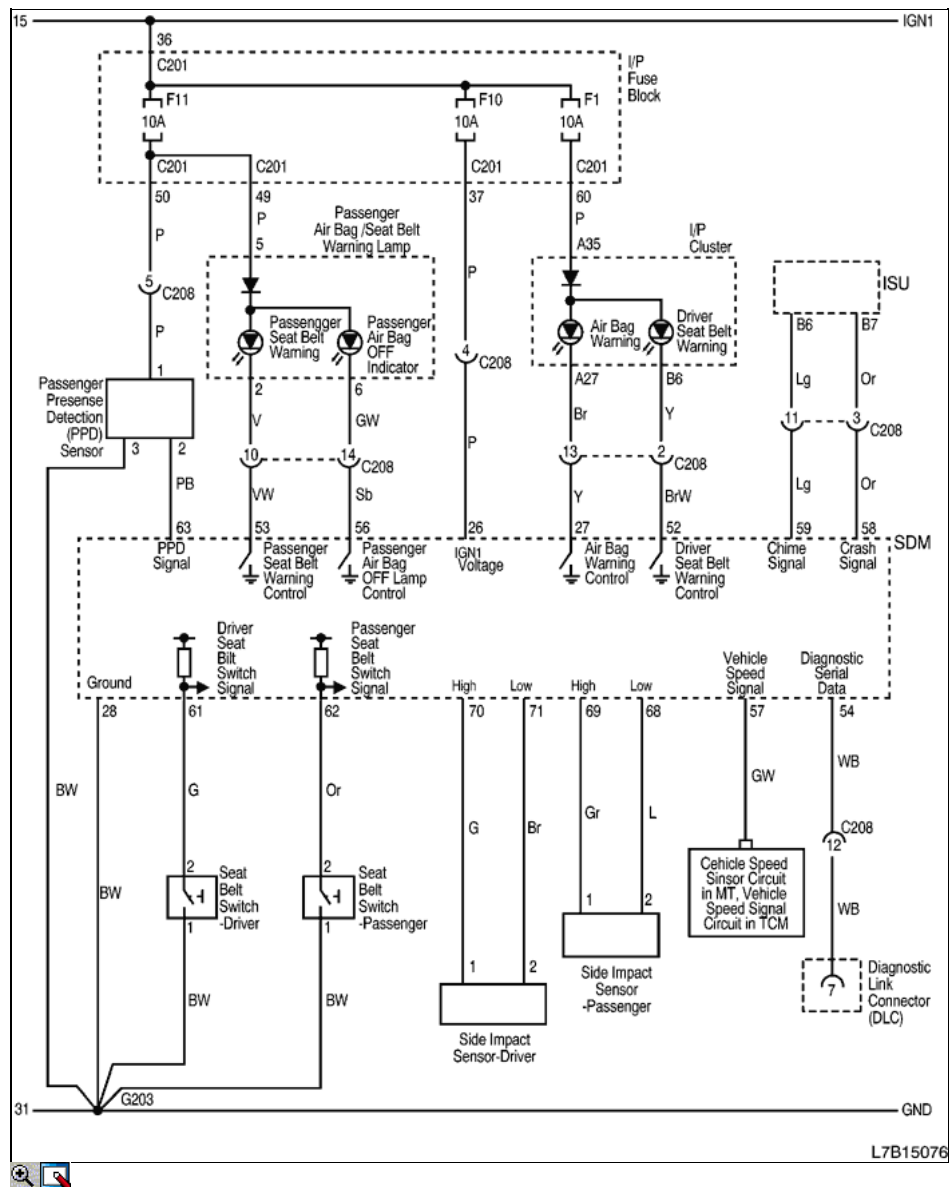 15
IGN1
36
C201
I/P
Fuse
Block
F11
F10
F1
10A
10A
10A
C201
C201
C201
C201
50
49
37
60
P
P
P
Passenger
Air Bag /Seat Belt
Warning Lamp
5
A35
I/P
Cluster
5
C208
P
P
ISU
Passengger
Seat Belt
Warning
Passenger
Air Bag
OFF
Indicator
Air Bag
Warning
Driver
Seat Belt
Warning
B6
B7
4
C208
1
2
6
A27
B6
Lg
Or
Passenger
Presense
Detection
(PPD)
Sensor
V
GW
Br
Y
11
3
C208
3
2
P
10
14
C208
13
2
C208
PB
VW
Sb
Y
BrW
Lg
Or
63
53
56
26
27
52
59
58
SDM
PPD
Signal
Passenger
Seat Belt
Warning
Control
Passenger
Air Bag
OFF Lamp
Control
IGN1
Voltage
Air Bag
Warning
Control
Driver
Seat Belt
Warning
Control
Chime
Signal
Crash
Signal
Driver
Seat
Bilt
Switch
Signal
Passenger
Seat
Belt
Switch
Signal
Vehicle
Speed
Signal
Diagnostic
Serial
Data
Ground
High
Low
High
Low
28
61
62
70
71
69
68
57
54
BW
G
Or
GW
WB
BW
G
Br
Gr
L
C208
12
2
Seat
Belt
Switch
-Driver
1
2
Seat
Belt
Switch
-Passenger
1
Cehicle Speed
Sinsor Circuit
in MT, Vehicle
Speed Signal
Circuit in TCM
1
2
WB
1
2
Side Impact
Sensor
-Passenger
7
Diagnostic
Link
Connector
(DLC)
BW
BW
Side Impact
Sensor-Driver
G203
31
GND
L7B15076